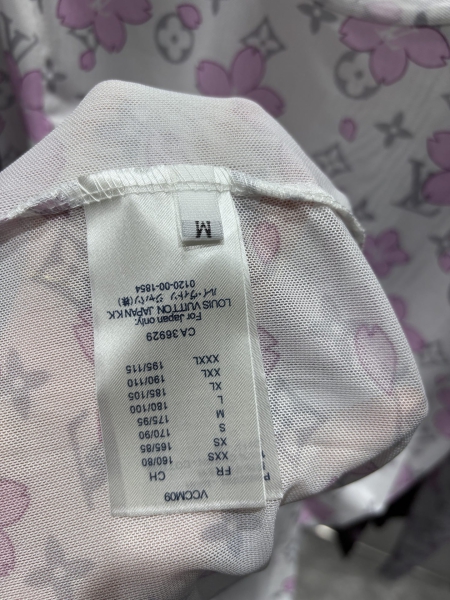 VCCM09
FR CH
XXS 160/80
XS 165/85
S 170/90
M 175/95
L 180/100
XL 185/105
XXL 190/110
XXXL 195/115
CA 36929
For Japan only:
LOUIS VUITTON JAPAN K.K.
ルイ・ヴィトン ジャパン(株)
0120-00-1854
M